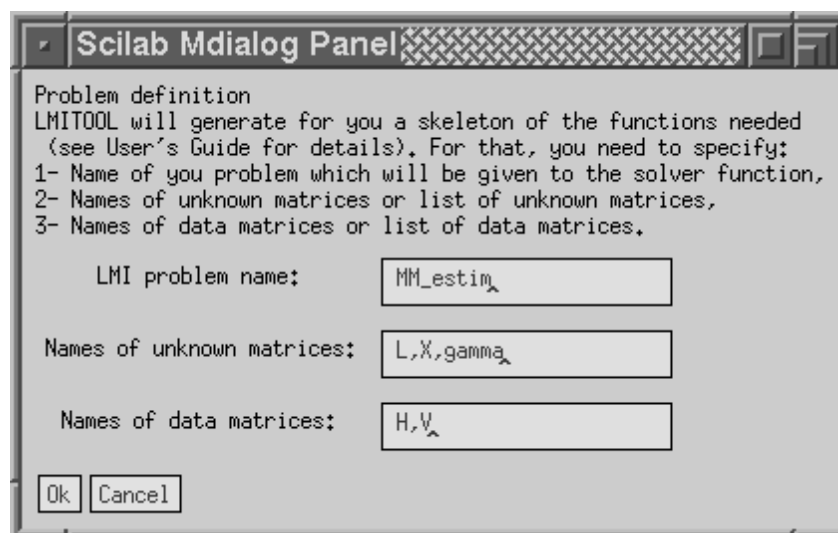 Scilab Mdialog Panel
Problem definition
LMITOOL will generate for you a skeleton of the functions needed
(see User's Guide for details). For that, you need to specify:
1- Name of you problem which will be given to the solver function,
2- Names of unknown matrices or list of unknown matrices,
3- Names of data matrices or list of data matrices.
LMI problem name: MM_estim
Names of unknown matrices: L,X,gamma
Names of data matrices: H,V
Ok Cancel